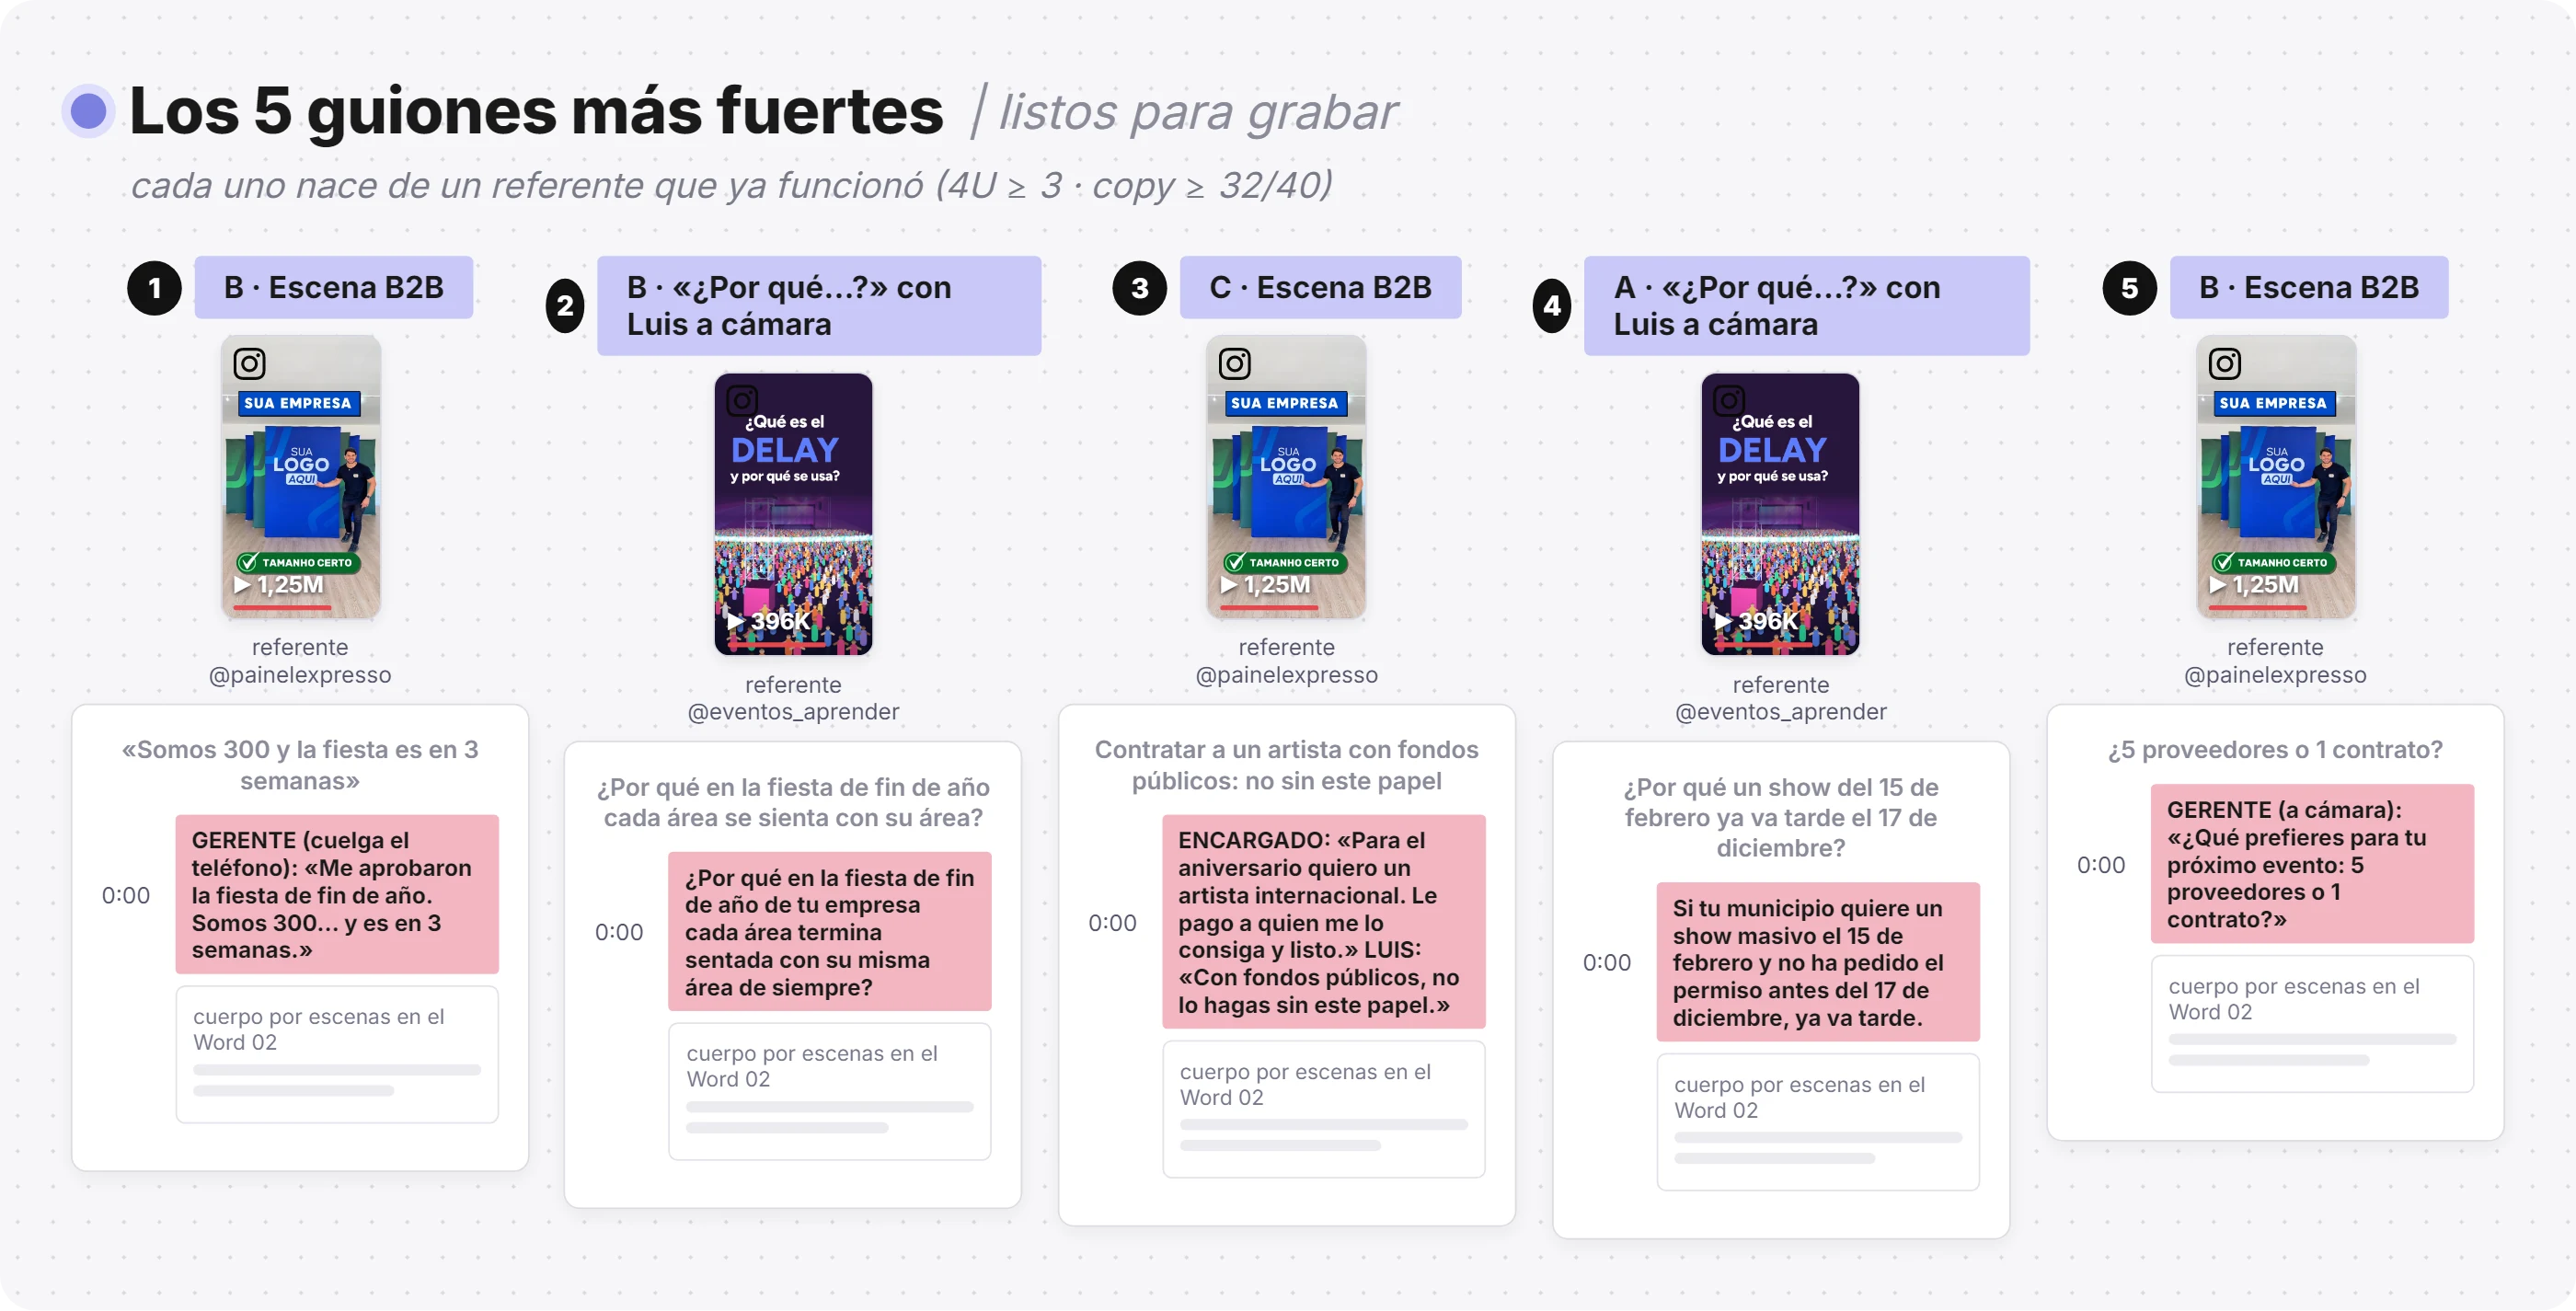 Los 5 guiones más fuertes | listos para grabar
cada uno nace de un referente que ya funcionó (4U ≥ 3 · copy ≥ 32/40)
1
B · Escena B2B
SUA EMPRESA
SUA
LOGO
AQUI
TAMANHO CERTO
1,25M
referente
@painelexpresso
«Somos 300 y la fiesta es en 3
semanas»
0:00
GERENTE (cuelga el
teléfono): «Me aprobaron
la fiesta de fin de año.
Somos 300... y es en 3
semanas.»
cuerpo por escenas en el
Word 02
2
B · «¿Por qué...?» con
Luis a cámara
¿Qué es el
DELAY
y por qué se usa?
396K
referente
@eventos_aprender
¿Por qué en la fiesta de fin de año
cada área se sienta con su área?
0:00
¿Por qué en la fiesta de fin
de año de tu empresa
cada área termina
sentada con su misma
área de siempre?
cuerpo por escenas en el
Word 02
3
C · Escena B2B
SUA EMPRESA
SUA
LOGO
AQUI
TAMANHO CERTO
1,25M
referente
@painelexpresso
Contratar a un artista con fondos
públicos: no sin este papel
0:00
ENCARGADO: «Para el
aniversario quiero un
artista internacional. Le
pago a quien me lo
consiga y listo.» LUIS:
«Con fondos públicos, no
lo hagas sin este papel.»
cuerpo por escenas en el
Word 02
4
A · «¿Por qué...?» con
Luis a cámara
¿Qué es el
DELAY
y por qué se usa?
396K
referente
@eventos_aprender
¿Por qué un show del 15 de
febrero ya va tarde el 17 de
diciembre?
0:00
Si tu municipio quiere un
show masivo el 15 de
febrero y no ha pedido el
permiso antes del 17 de
diciembre, ya va tarde.
cuerpo por escenas en el
Word 02
5
B · Escena B2B
SUA EMPRESA
SUA
LOGO
AQUI
TAMANHO CERTO
1,25M
referente
@painelexpresso
¿5 proveedores o 1 contrato?
0:00
GERENTE (a cámara):
«¿Qué prefieres para tu
próximo evento: 5
proveedores o 1
contrato?»
cuerpo por escenas en el
Word 02